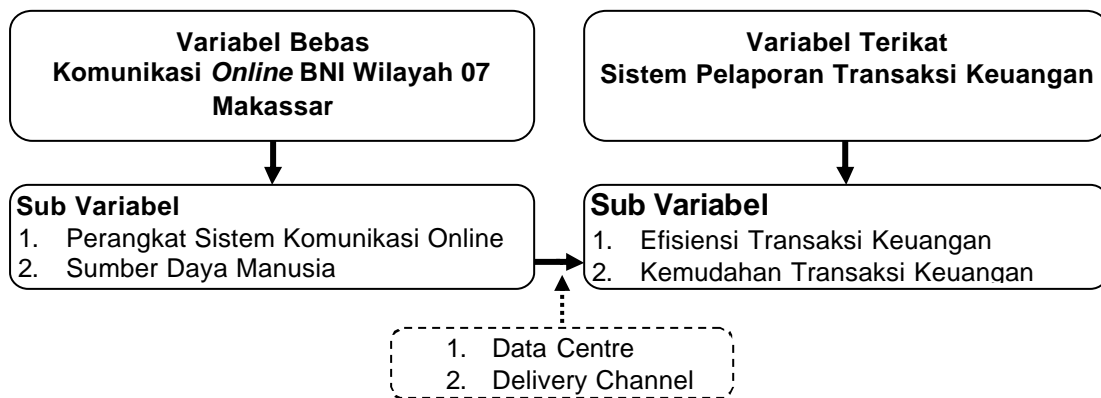 Variabel Bebas
Komunikasi Online BNI Wilayah 07
Makassar
Variabel Terikat
Sistem Pelaporan Transaksi Keuangan
Sub Variabel
1. Perangkat Sistem Komunikasi Online
2. Sumber Daya Manusia
Sub Variabel
1. Efisiensi Transaksi Keuangan
2. Kemudahan Transaksi Keuangan
1. Data Centre
2. Delivery Channel